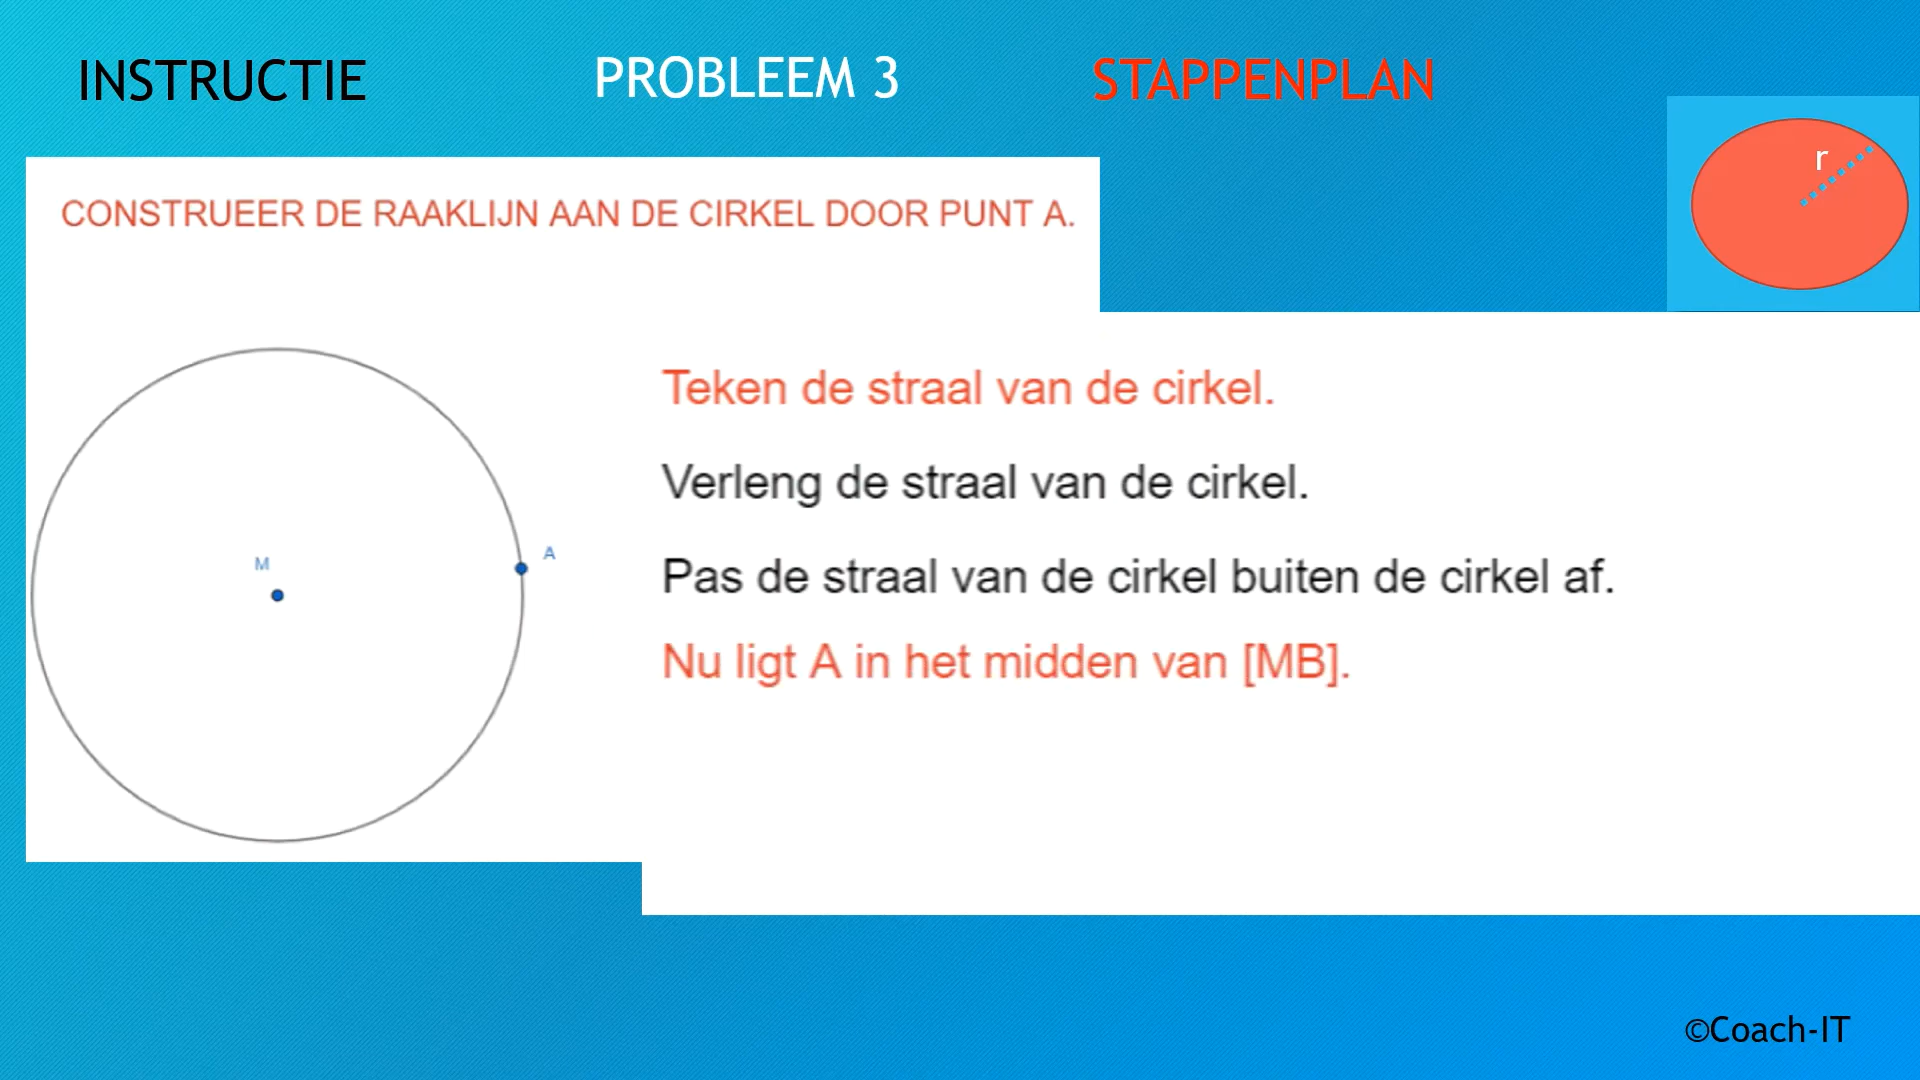 INSTRUCTIE
PROBLEEM 3
STAPPENPLAN
r
CONSTRUEER DE RAAKLIJN AAN DE CIRKEL DOOR PUNT A.
Teken de straal van de cirkel.
Verleng de straal van de cirkel.
Pas de straal van de cirkel buiten de cirkel af.
Nu ligt A in het midden van [MB].
M
A
©Coach-IT